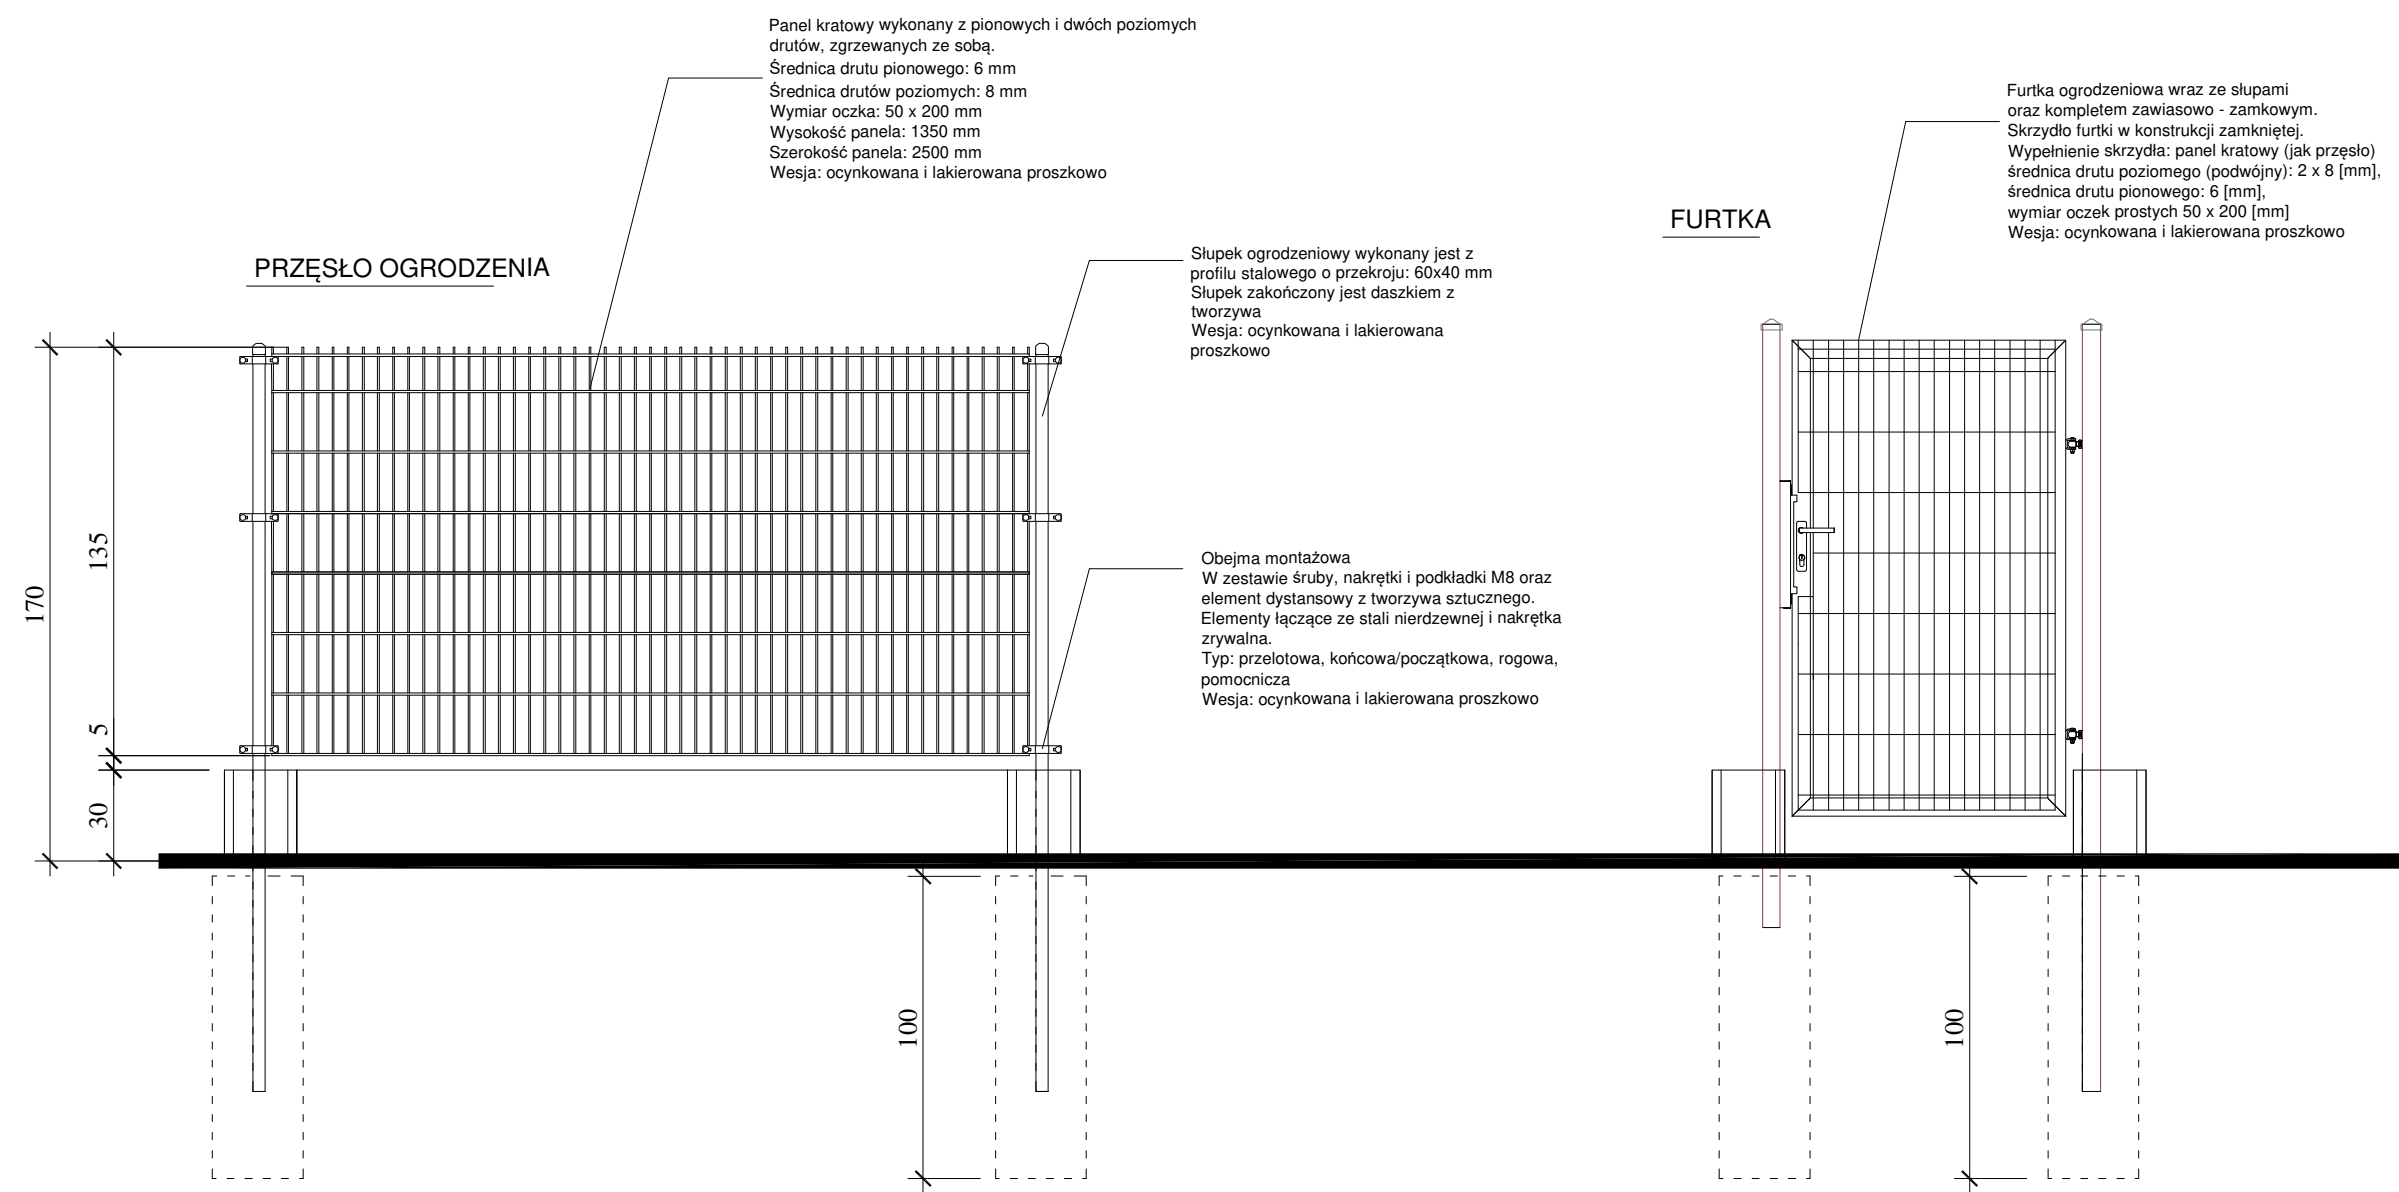 Panel kratowy wykonany z pionowych i dwóch poziomych
drutów, zgrzewanych ze sobą.
Średnica drutu pionowego: 6 mm
Średnica drutów poziomych: 8 mm
Wymiar oczka: 50 x 200 mm
Wysokość panela: 1350 mm
Szerokość panela: 2500 mm
Wesja: ocynkowana i lakierowana proszkowo
Furtka ogrodzeniowa wraz ze słupami
oraz kompletem zawiasowo - zamkowym.
Skrzydło furtki w konstrukcji zamkniętej.
Wypełnienie skrzydła: panel kratowy (jak przęsło)
średnica drutu poziomego (podwójny): 2 x 8 [mm],
średnica drutu pionowego: 6 [mm],
wymiar oczek prostych 50 x 200 [mm]
Wesja: ocynkowana i lakierowana proszkowo
FURTKA
PRZĘSŁO OGRODZENIA
Słupek ogrodzeniowy wykonany jest z
profilu stalowego o przekroju: 60x40 mm
Słupek zakończony jest daszkiem z
tworzywa
Wesja: ocynkowana i lakierowana
proszkowo
Obejma montażowa
W zestawie śruby, nakrętki i podkładki M8 oraz
element dystansowy z tworzywa sztucznego.
Elementy łączące ze stali nierdzewnej i nakrętka
zrywalna.
Typ: przelotowa, końcowa/początkowa, rogowa,
pomocnicza
Wesja: ocynkowana i lakierowana proszkowo
170
135
5
30
100
100